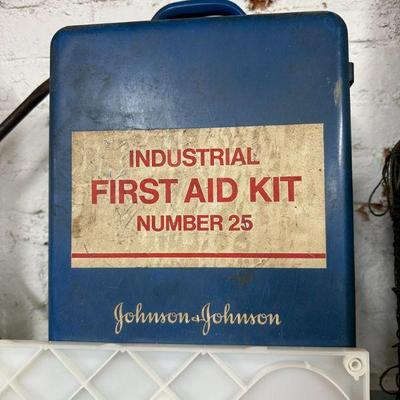 INDUSTRIAL
FIRST AID KIT
NUMBER 25
Johnson & Johnson